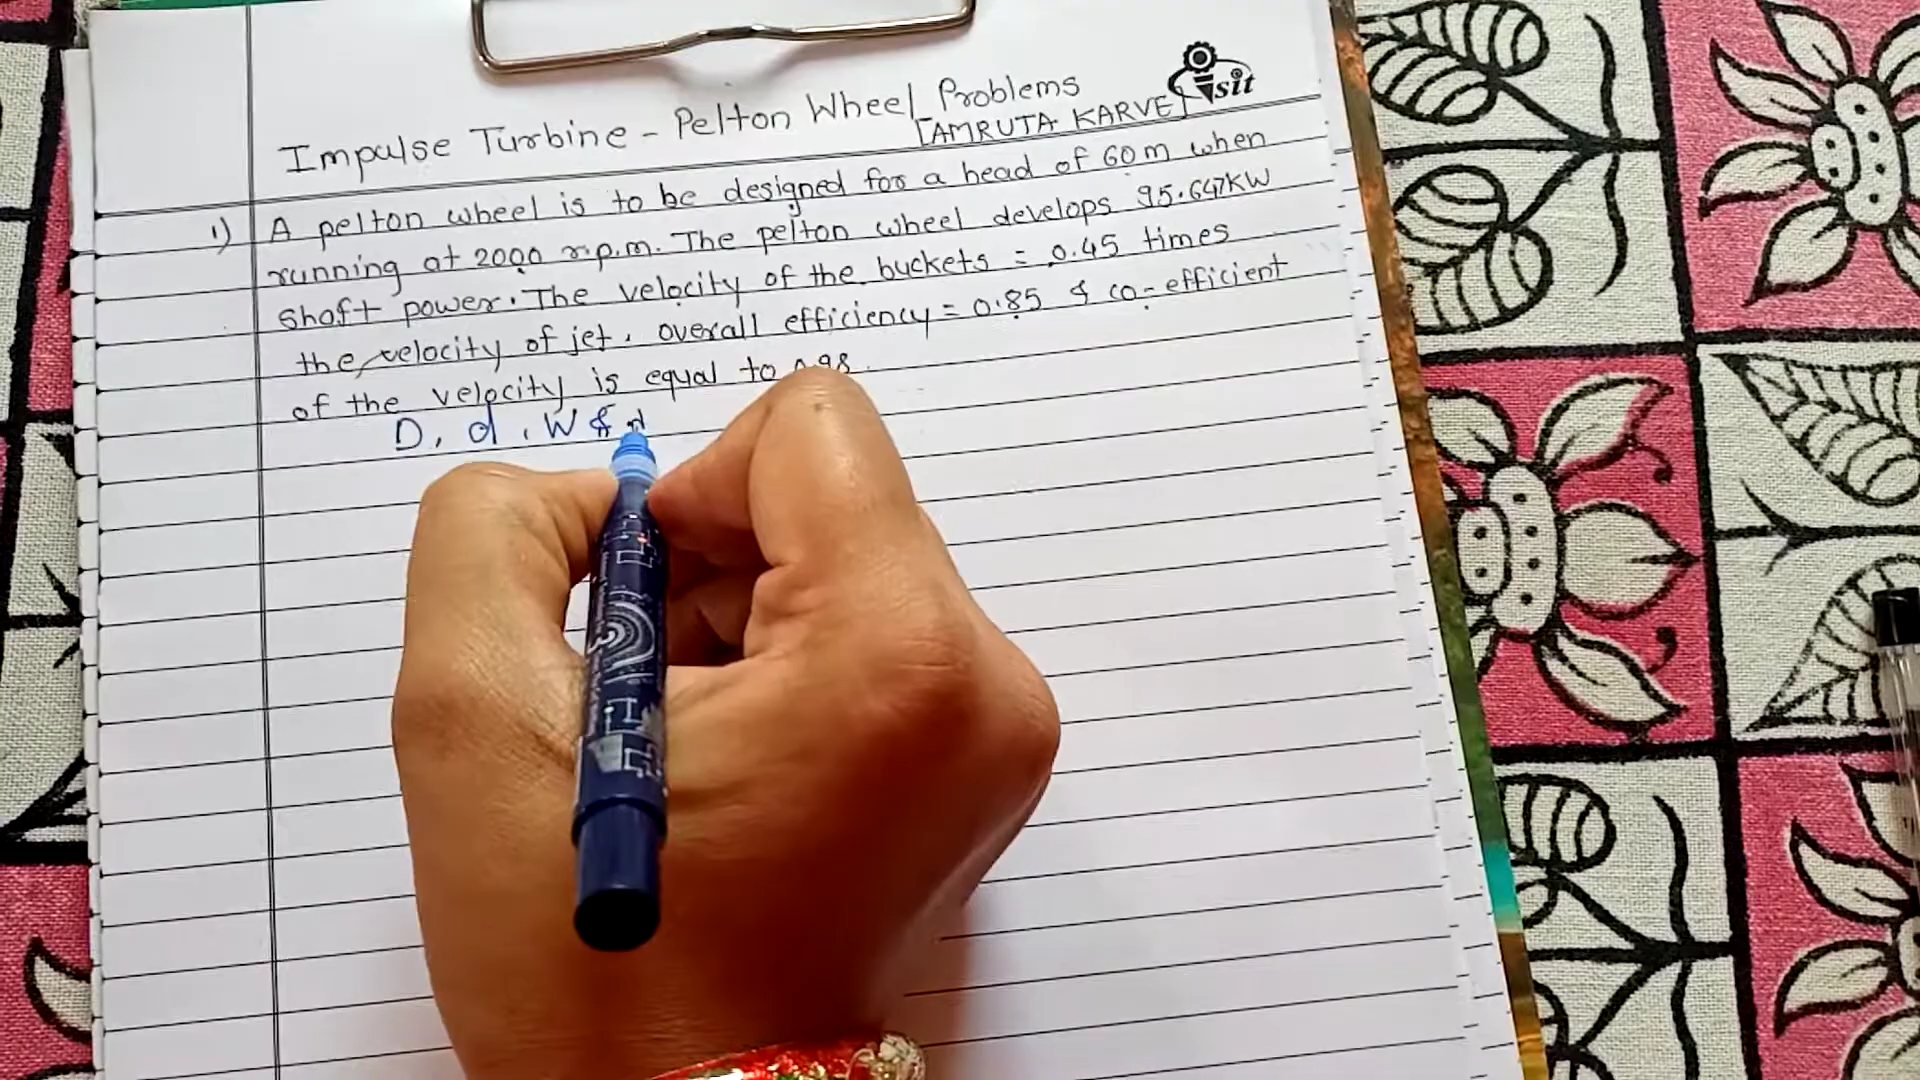 Impulse Turbine - Pelton Wheel Problems
[AMRUTA KARVE]
sit
1) A pelton wheel is to be designed for a head of 60m when
running at 2000 r.p.m. The pelton wheel develops 95.647KW
shaft power. The velocity of the buckets = 0.45 times
the velocity of jet, overall efficiency = 0.85 & co-efficient
of the velocity is equal to 0.98.
D, d, W &